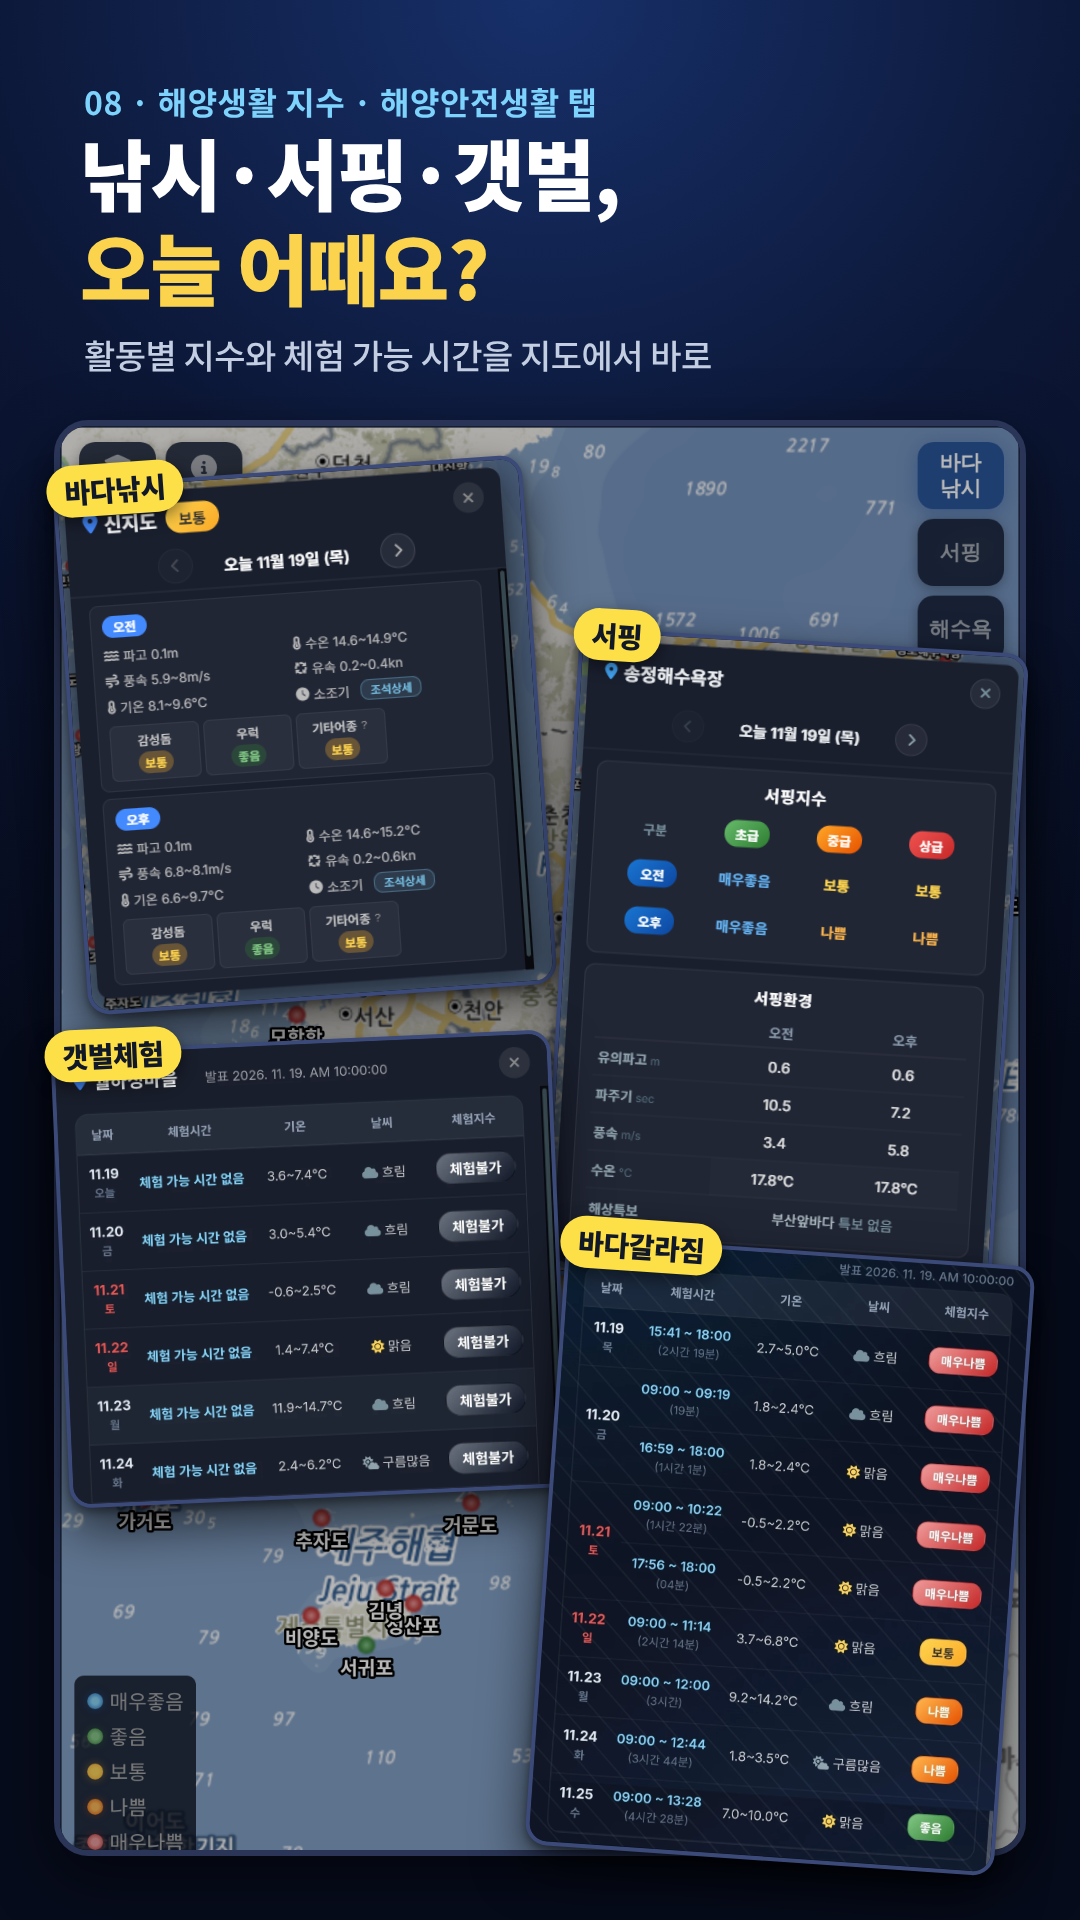 08 · 해양생활 지수 · 해양안전생활 탭
낚시·서핑·갯벌,
오늘 어때요?
활동별 지수와 체험 가능 시간을 지도에서 바로
덕천
19₈
80
2217
1890
771
바다
낚시
서핑
해수욕
6₄
1572
1006
691
바다낚시
신지도 보통
오늘 11월 19일 (목)
오전
파고 0.1m
수온 14.6~14.9°C
풍속 5.9~8m/s
유속 0.2~0.4kn
기온 8.1~9.6°C
소조기 조석상세
감성돔 우럭 기타어종 ?
보통 좋음 보통
오후
파고 0.1m
수온 14.6~15.2°C
풍속 6.8~8.1m/s
유속 0.2~0.6kn
기온 6.6~9.7°C
소조기 조석상세
감성돔 우럭 기타어종 ?
보통 좋음 보통
서핑
송정해수욕장
오늘 11월 19일 (목)
서핑지수
구분 초급 중급 상급
오전 매우좋음 보통 보통
오후 매우좋음 나쁨 나쁨
서핑환경
오전 오후
유의파고 m 0.6 0.6
파주기 sec 10.5 7.2
풍속 m/s 3.4 5.8
수온 °C 17.8°C 17.8°C
해상특보 부산앞바다 특보 없음
18₆
서산
천안
갯벌체험
발표 2026. 11. 19. AM 10:00:00
날짜 체험시간 기온 날씨 체험지수
11.19 오늘 체험 가능 시간 없음 3.6~7.4°C 흐림 체험불가
11.20 금 체험 가능 시간 없음 3.0~5.4°C 흐림 체험불가
11.21 토 체험 가능 시간 없음 -0.6~2.5°C 흐림 체험불가
11.22 일 체험 가능 시간 없음 1.4~7.4°C 맑음 체험불가
11.23 월 체험 가능 시간 없음 11.9~14.7°C 흐림 체험불가
11.24 화 체험 가능 시간 없음 2.4~6.2°C 구름많음 체험불가
바다갈라짐
발표 2026. 11. 19. AM 10:00:00
날짜 체험시간 기온 날씨 체험지수
11.19 목 15:41 ~ 18:00 (2시간 19분) 2.7~5.0°C 흐림 매우나쁨
11.20 금 09:00 ~ 09:19 (19분) 1.8~2.4°C 흐림 매우나쁨
16:59 ~ 18:00 (1시간 1분) 1.8~2.4°C 맑음 매우나쁨
11.21 토 09:00 ~ 10:22 (1시간 22분) -0.5~2.2°C 맑음 매우나쁨
17:56 ~ 18:00 (04분) -0.5~2.2°C 맑음 매우나쁨
11.22 일 09:00 ~ 11:14 (2시간 14분) 3.7~6.8°C 맑음 보통
11.23 월 09:00 ~ 12:00 (3시간) 9.2~14.2°C 흐림 나쁨
11.24 화 09:00 ~ 12:44 (3시간 44분) 1.8~3.5°C 구름많음 나쁨
11.25 수 09:00 ~ 13:28 (4시간 28분) 7.0~10.0°C 맑음 좋음
29
가거도
30₅
추자도
거문도
79
제주해협
Jeju Strait
98
69
김녕
성산포
79
비양도
서귀포
97
110
53
71
매우좋음
좋음
보통
나쁨
매우나쁨